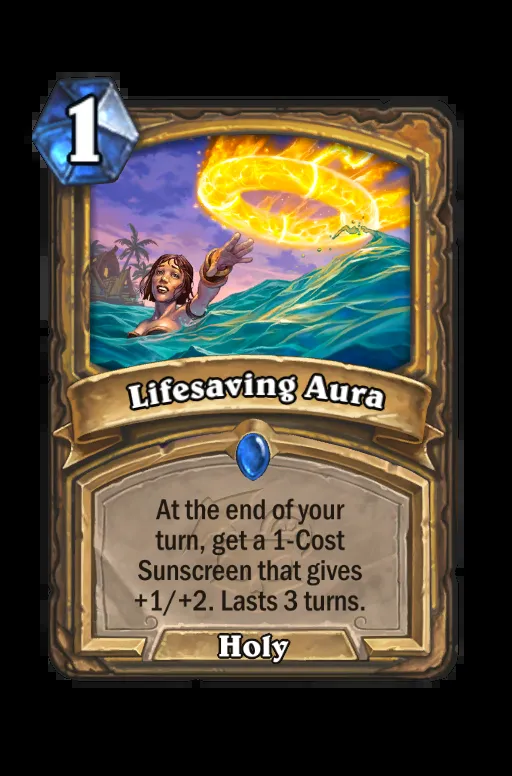 1
Lifesaving Aura
At the end of your
turn, get a 1-Cost
Sunscreen that gives
+1/+2. Lasts 3 turns.
Holy